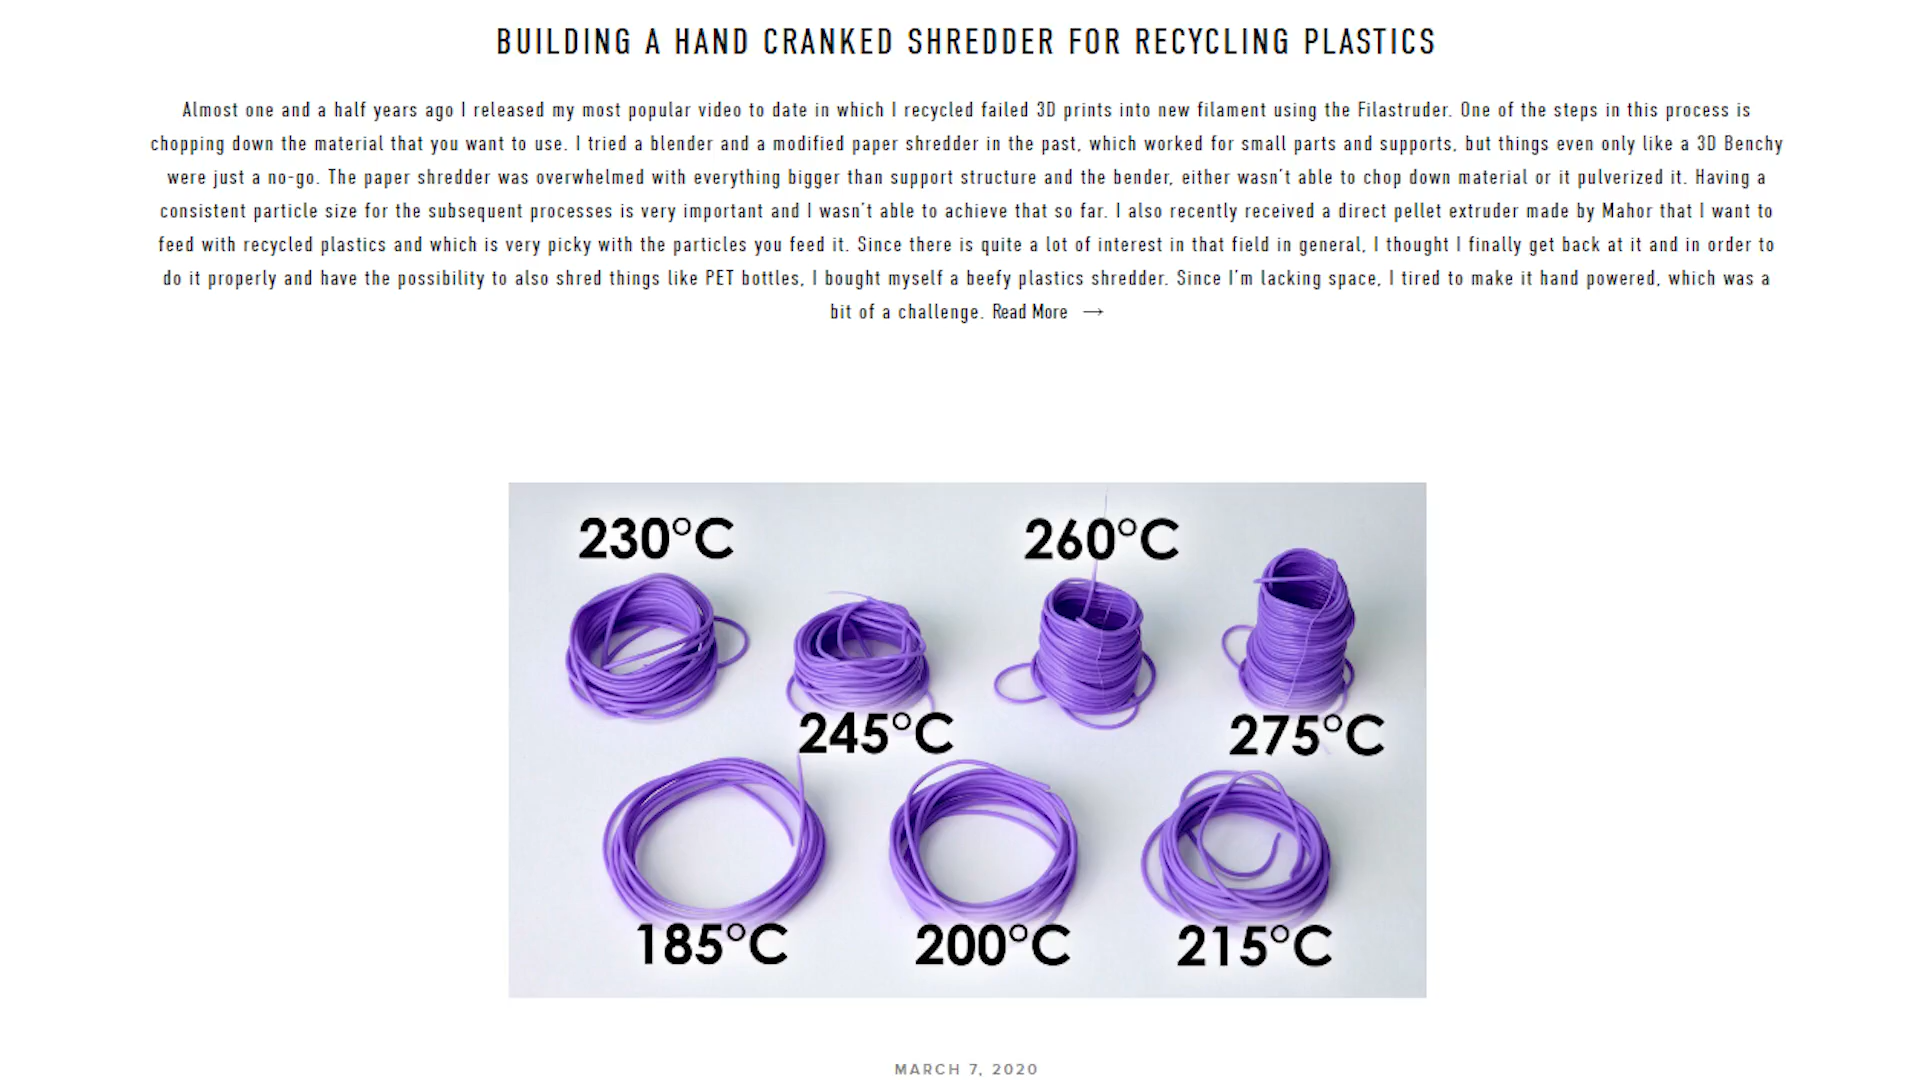 BUILDING A HAND CRANKED SHREDDER FOR RECYCLING PLASTICS
Almost one and a half years ago I released my most popular video to date in which I recycled failed 3D prints into new filament using the Filastruder. One of the steps in this process is
chopping down the material that you want to use. I tried a blender and a modified paper shredder in the past, which worked for small parts and supports, but things even only like a 3D Benchy
were just a no-go. The paper shredder was overwhelmed with everything bigger than support structure and the bender, either wasn't able to chop down material or it pulverized it. Having a
consistent particle size for the subsequent processes is very important and I wasn't able to achieve that so far. I also recently received a direct pellet extruder made by Mahor that I want to
feed with recycled plastics and which is very picky with the particles you feed it. Since there is quite a lot of interest in that field in general, I thought I finally get back at it and in order to
do it properly and have the possibility to also shred things like PET bottles, I bought myself a beefy plastics shredder. Since I'm lacking space, I tired to make it hand powered, which was a
bit of a challenge. Read More →
230°C
260°C
245°C
275°C
185°C
200°C
215°C
MARCH 7, 2020